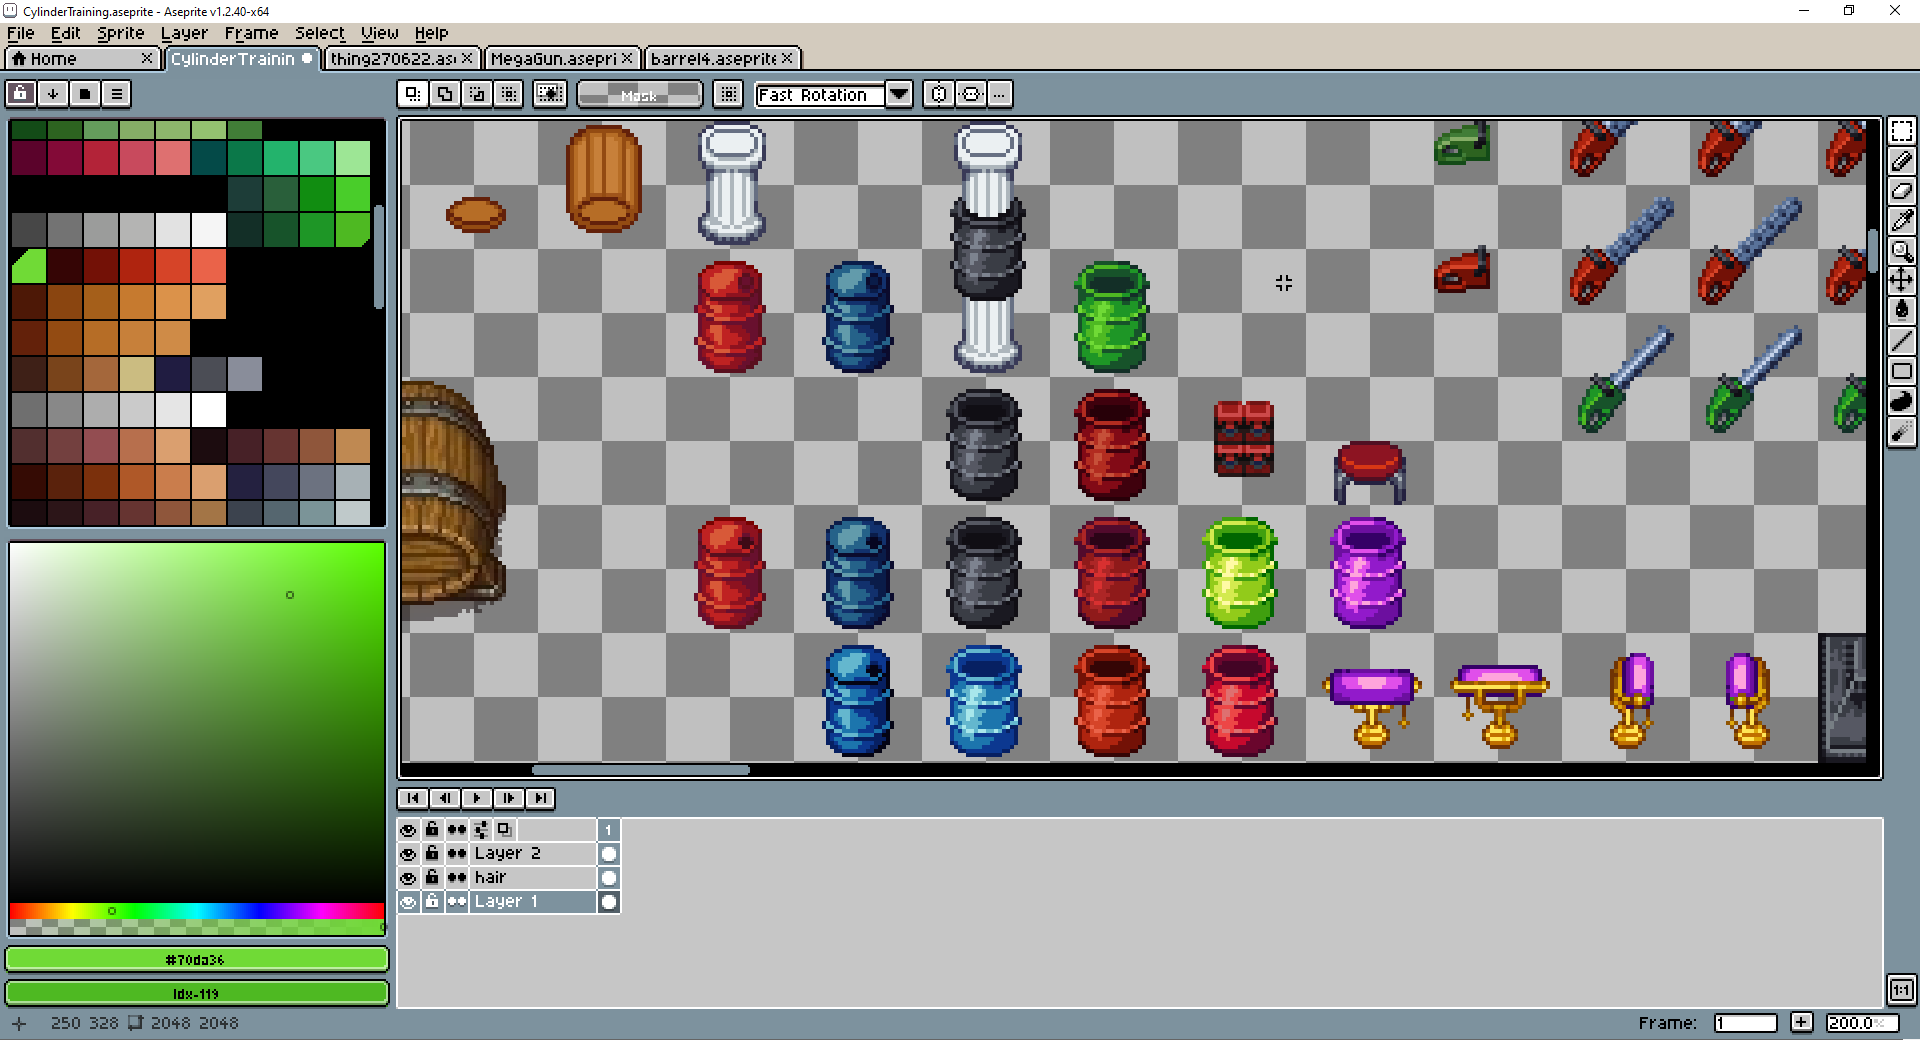 CylinderTraining.aseprite - Aseprite v1.2.40-x64
File Edit Sprite Layer Frame Select View Help
Home CylinderTrainin thing270622.as MegaGun.asepri barrel4.aseprite
Mask Fast Rotation
1
Layer 2
hair
Layer 1
#70da36
Idx-119
1:1
250 328 2048 2048 Frame: 1 + 200.0%